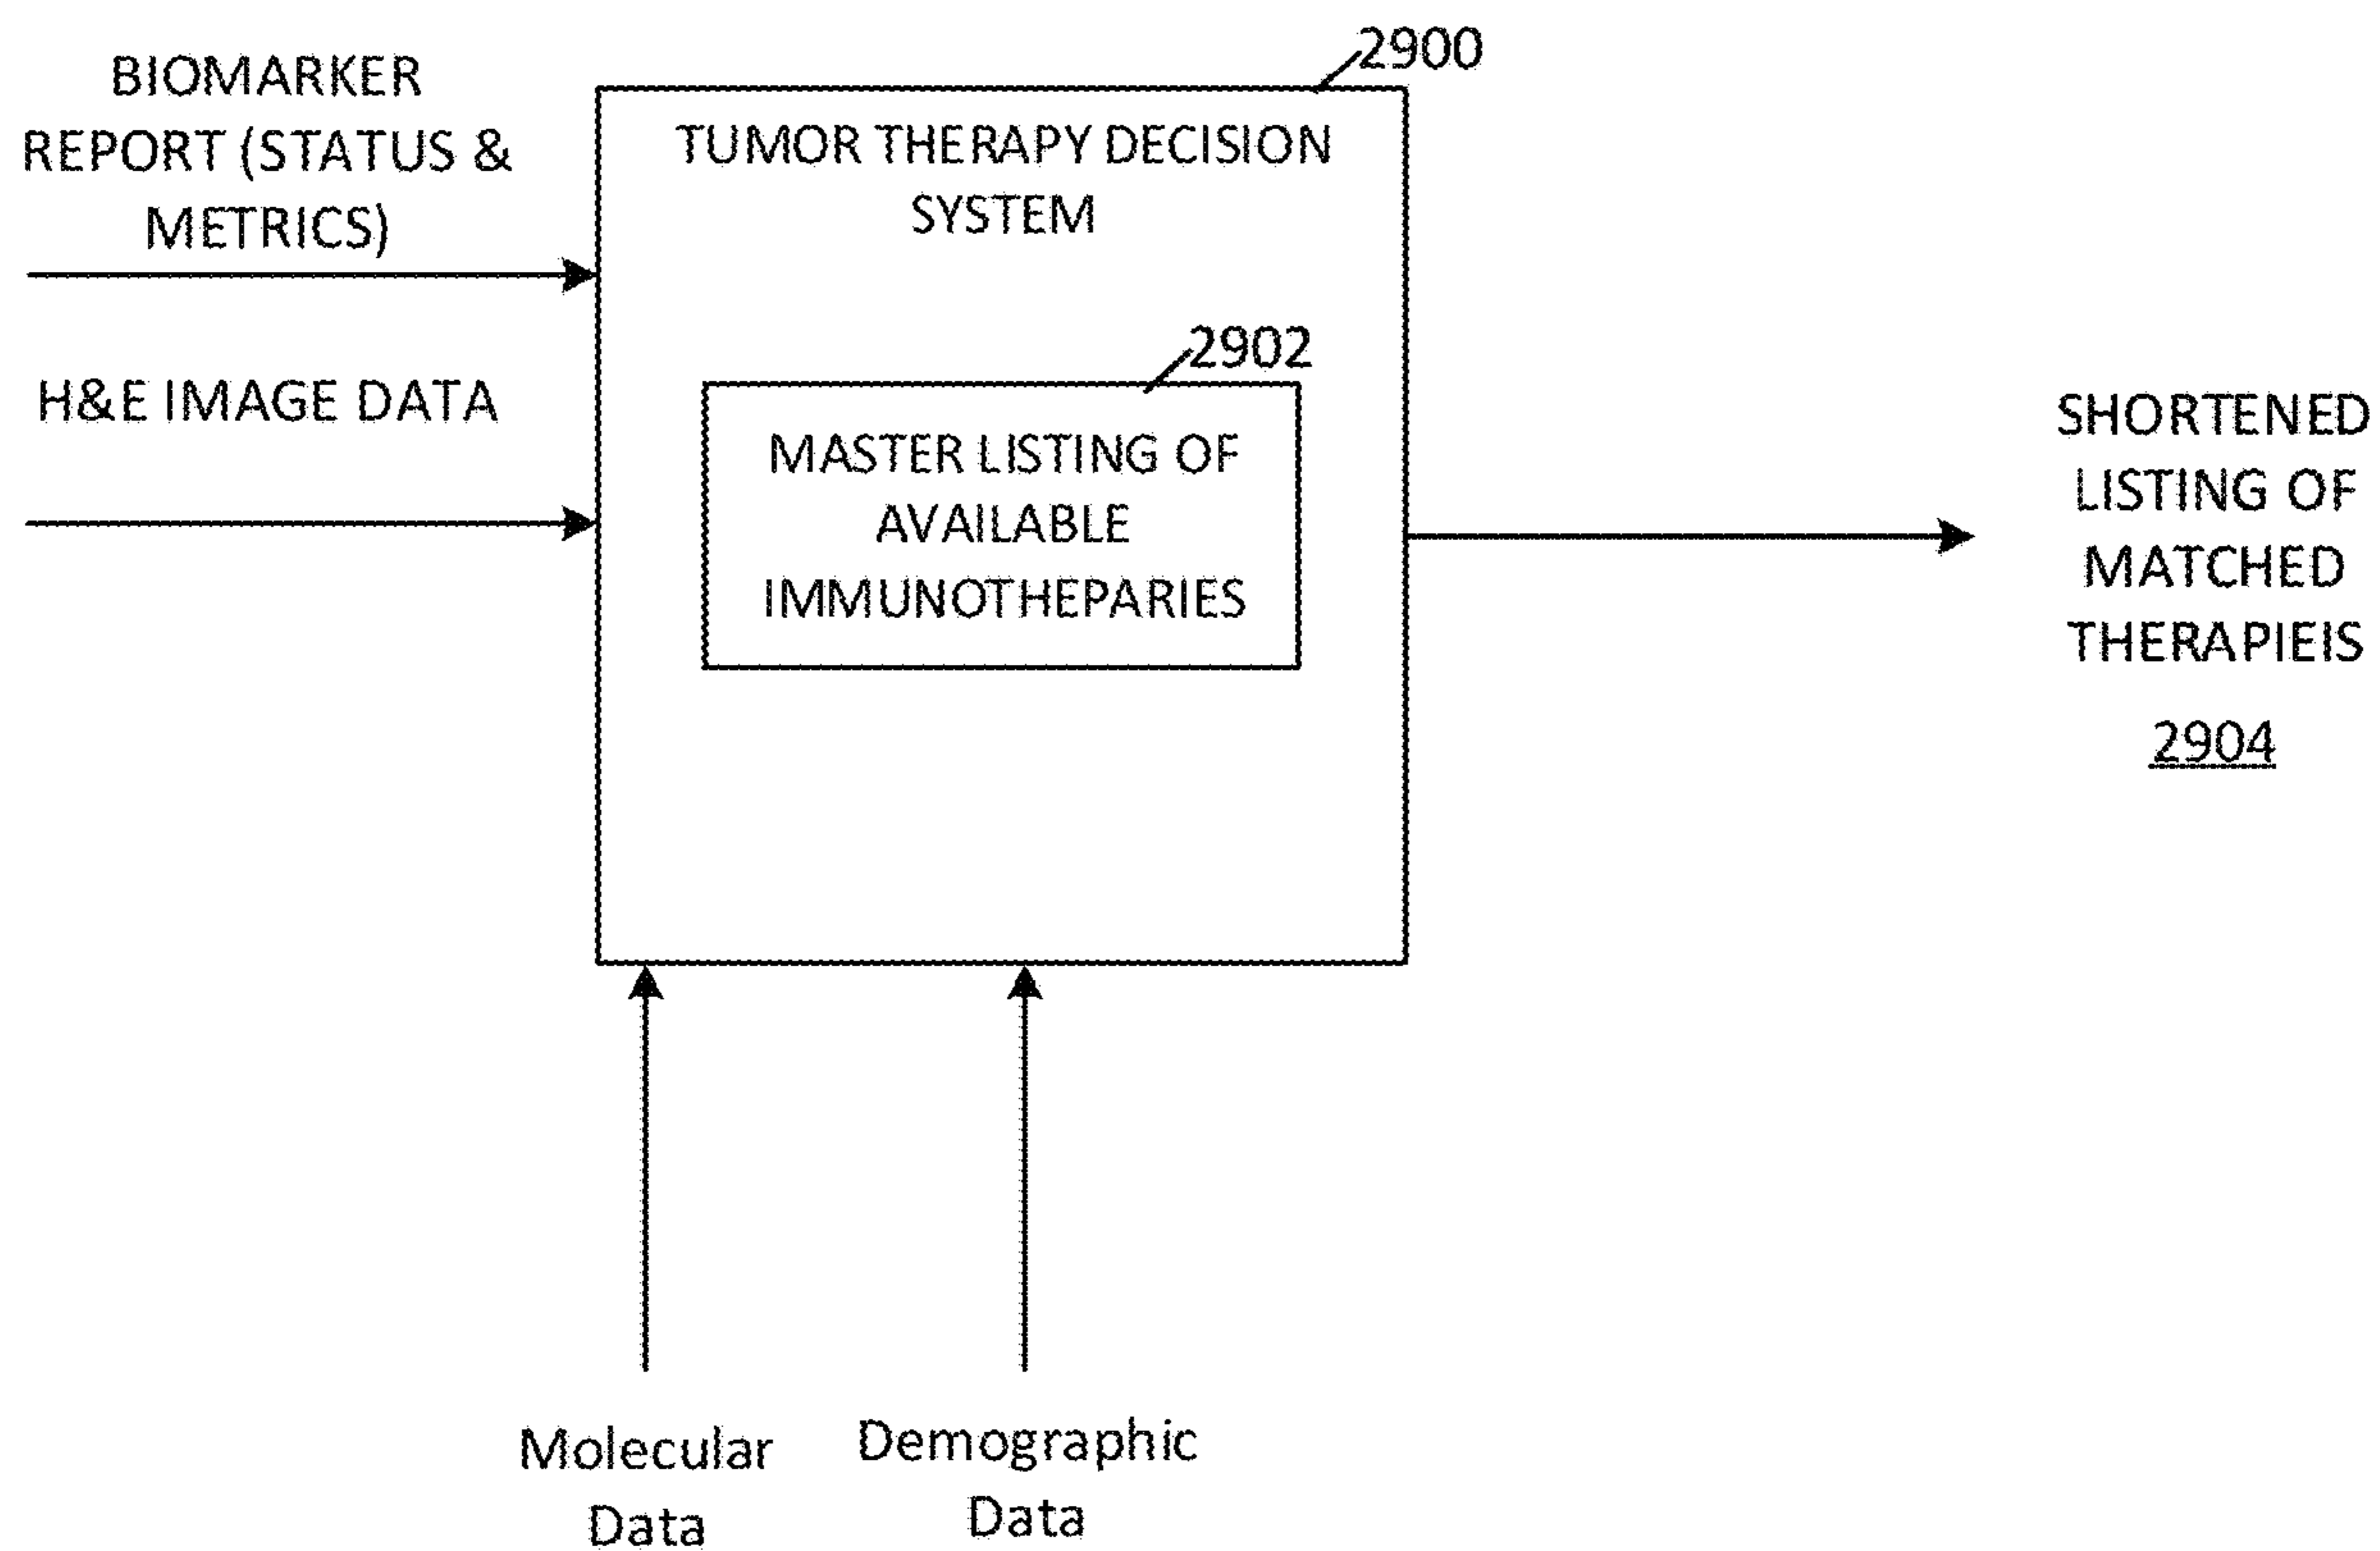 BIOMARKER
REPORT (STATUS &
METRICS)
H&E IMAGE DATA
2900
TUMOR THERAPY DECISION
SYSTEM
2902
MASTER LISTING OF
AVAILABLE
IMMUNOTHEPARIES
SHORTENED
LISTING OF
MATCHED
THERAPIEIS
2904
Molecular
Data
Demographic
Data